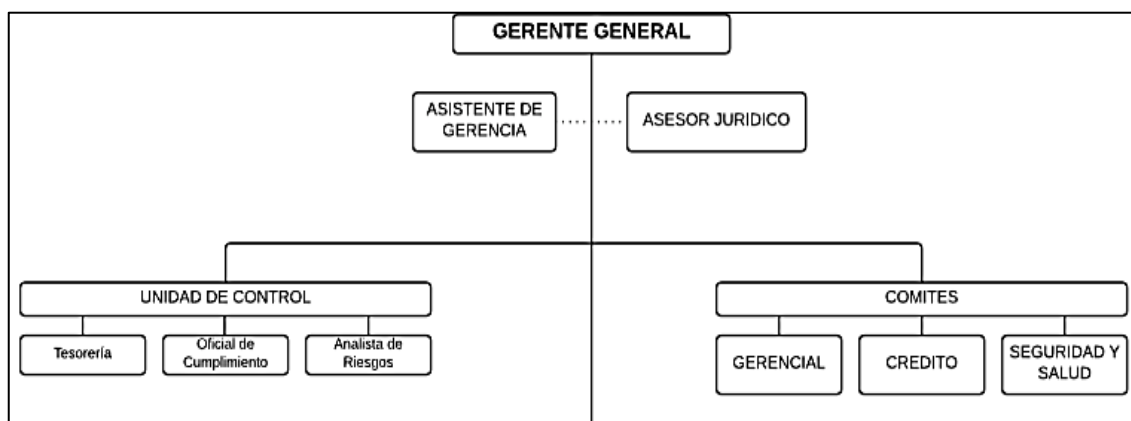 GERENTE GENERAL
ASISTENTE DE
GERENCIA
ASESOR JURIDICO
UNIDAD DE CONTROL
Tesorería
Oficial de
Cumplimiento
Analista de
Riesgos
COMITES
GERENCIAL
CREDITO
SEGURIDAD Y
SALUD